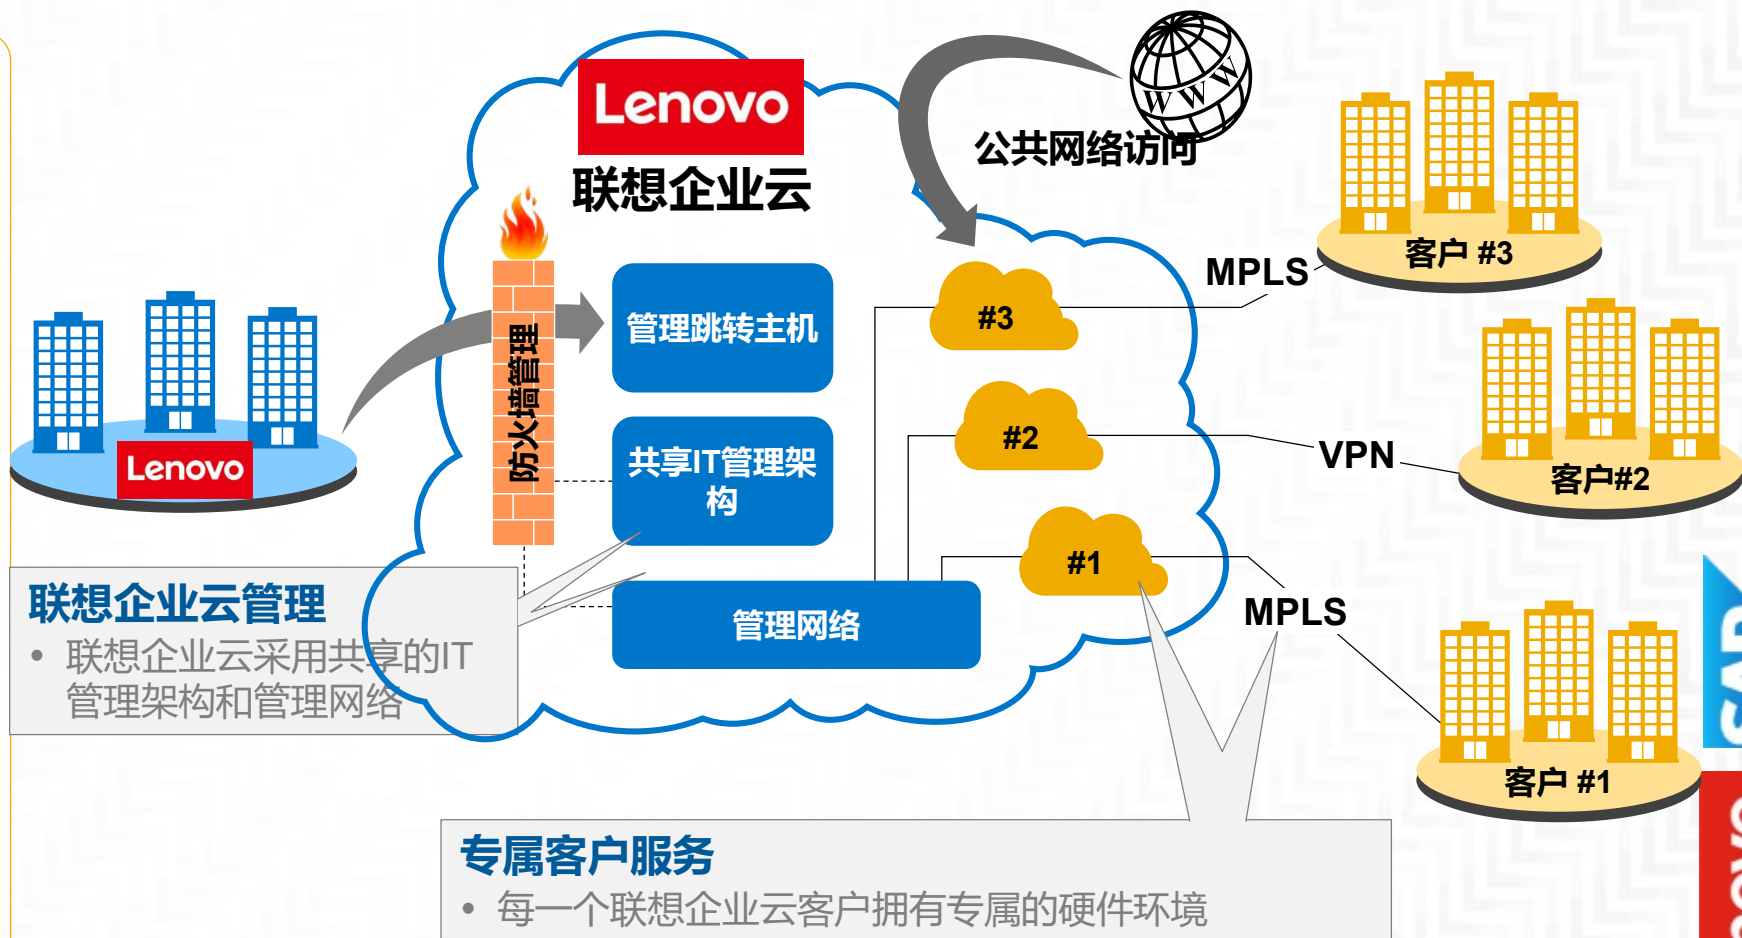 Lenovo
联想企业云
WWW
公共网络访问
客户 #3
MPLS
#3
管理跳转主机
防火墙管理
Lenovo
#2
VPN
客户#2
共享IT管理架
构
#1
MPLS
管理网络
客户 #1
联想企业云管理
• 联想企业云采用共享的IT
管理架构和管理网络
SAP
专属客户服务
• 每一个联想企业云客户拥有专属的硬件环境